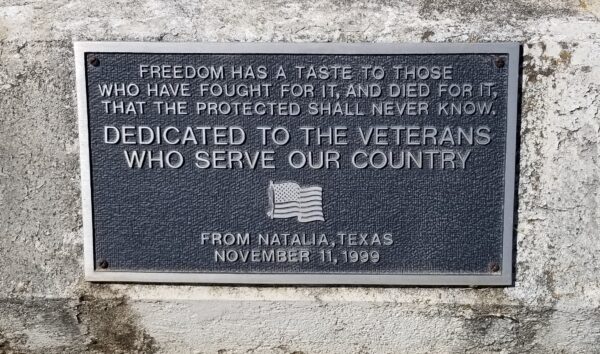 FREEDOM HAS A TASTE TO THOSE
WHO HAVE FOUGHT FOR IT, AND DIED FOR IT,
THAT THE PROTECTED SHALL NEVER KNOW.
DEDICATED TO THE VETERANS
WHO SERVE OUR COUNTRY
FROM NATALIA, TEXAS
NOVEMBER 11, 1999